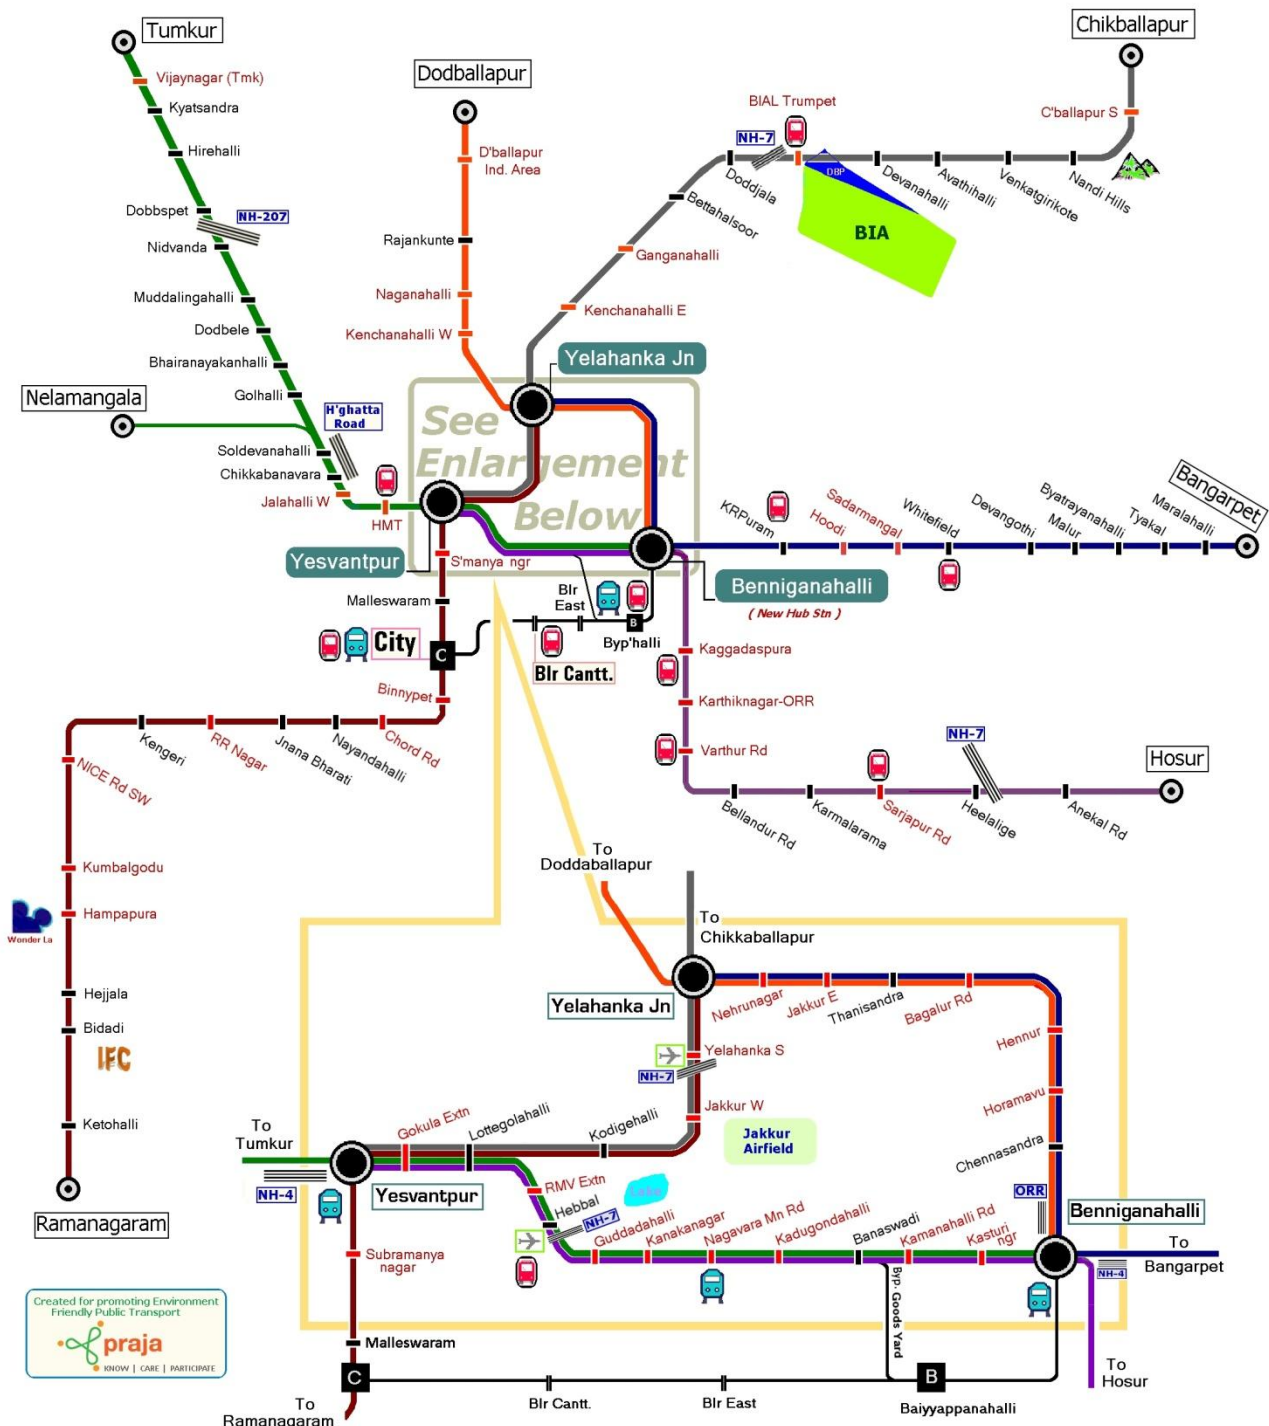 Tumkur
Vijaynagar (Tmk)
Kyatsandra
Hirehalli
Dobbspet
NH-207
Nidvanda
Muddalingahalli
Dodbele
Bhairanayakanhalli
Golhalli
Nelamangala
H'ghatta
Road
Soldevanahalli
Chikkabanavara
Jalahalli W
HMT
Dodballapur
D'ballapur
Ind. Area
Rajankunte
Naganahalli
Kenchanahalli W
Chikballapur
C'ballapur S
BIAL Trumpet
NH-7
DBP
BIA
Doddjala
Devanahalli
Avathihalli
Venkatgirikote
Nandi Hills
Bettahalsoor
Ganganahalli
Kenchanahalli E
Yelahanka Jn
See
Enlargement
Below
Yesvantpur
S'manya ngr
Malleswaram
City
C
Binnypet
Blr
East
B
Byp'halli
Blr Cantt.
Benniganahalli
( New Hub Stn )
KRPuram
Hoodi
Sadarmangal
Whitefield
Devangothi
Malur
Byatrayanahalli
Tyakal
Maralahalli
Bangarpet
Kaggadaspura
Karthiknagar-ORR
Varthur Rd
Bellandur Rd
Karmalarama
Sarjapur Rd
NH-7
Heelalige
Anekal Rd
Hosur
Kengeri
RR Nagar
Jnana Bharati
Nayandahalli
Chord Rd
NICE Rd SW
Kumbalgodu
Hampapura
Wonder La
Hejjala
Bidadi
IFC
Ketohalli
Ramanagaram
To
Doddaballapur
To
Chikkaballapur
Yelahanka Jn
Nehrunagar
Jakkur E
Thanisandra
Bagalur Rd
Hennur
Horamavu
Chennasandra
ORR
Benniganahalli
To
Bangarpet
NH-4
Yelahanka S
NH-7
Jakkur W
Jakkur
Airfield
Kodigehalli
Lottegolahalli
Gokula Extn
To
Tumkur
NH-4
Yesvantpur
RMV Extn
Lake
Hebbal
NH-7
Guddadahalli
Kanakanagar
Nagavara Mn Rd
Kadugondahalli
Banaswadi
Kamanahalli Rd
Kasturi
ngr
Subramanya
nagar
Malleswaram
C
To
Ramanagaram
Blr Cantt.
Blr East
B
Baiyyappanahalli
Byp. Goods Yard
To
Hosur
Created for promoting Environment
Friendly Public Transport
praja
KNOW | CARE | PARTICIPATE